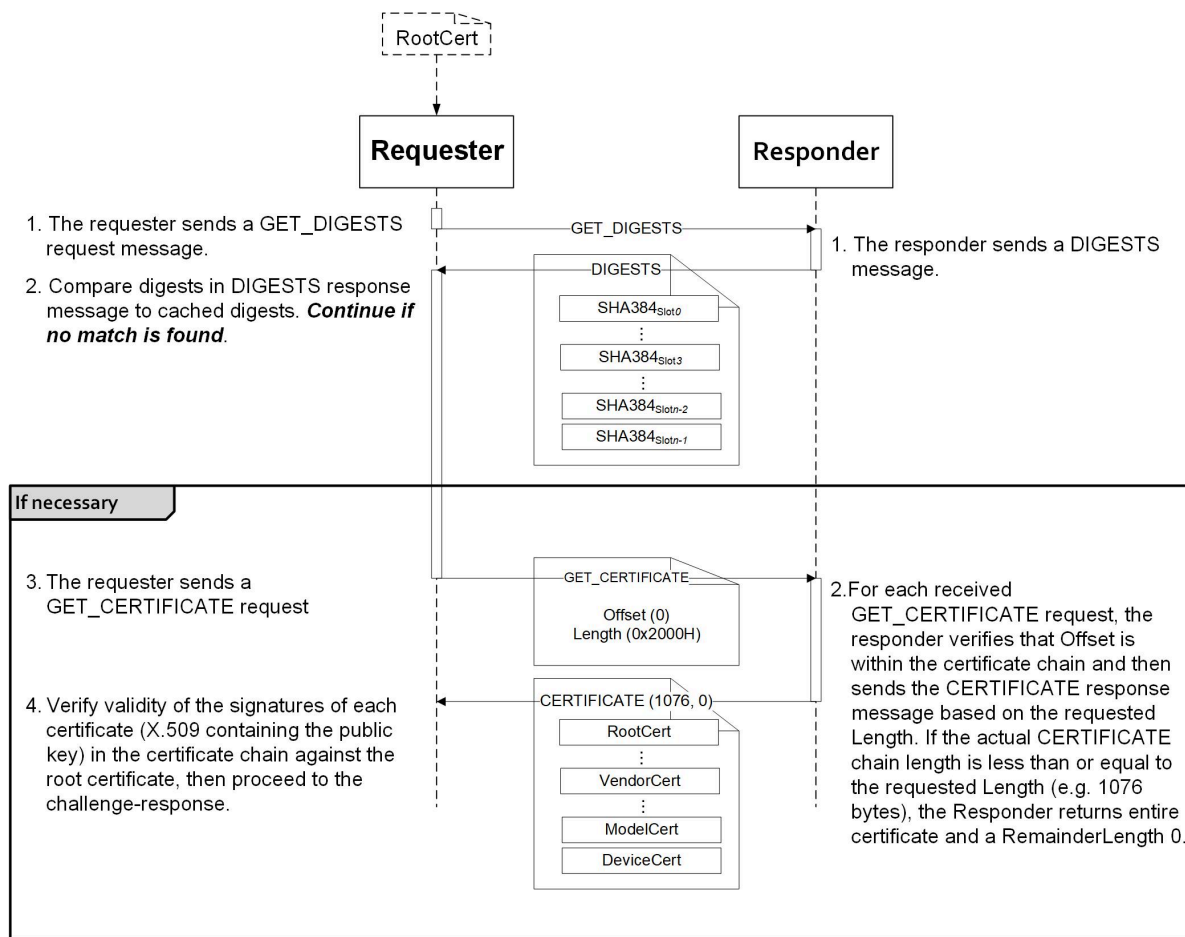 RootCert
Requester
Responder
1. The requester sends a GET_DIGESTS
request message.
GET_DIGESTS
1. The responder sends a DIGESTS
message.
2. Compare digests in DIGESTS response
message to cached digests. Continue if
no match is found.
DIGESTS
SHA384Slot0
⋮
SHA384Slot3
⋮
SHA384Slotn-2
SHA384Slotn-1
If necessary
3. The requester sends a
GET_CERTIFICATE request
GET_CERTIFICATE
Offset (0)
Length (0x2000H)
2.For each received
GET_CERTIFICATE request, the
responder verifies that Offset is
within the certificate chain and then
sends the CERTIFICATE response
message based on the requested
Length. If the actual CERTIFICATE
chain length is less than or equal to
the requested Length (e.g. 1076
bytes), the Responder returns entire
certificate and a RemainderLength 0.
4. Verify validity of the signatures of each
certificate (X.509 containing the public
key) in the certificate chain against the
root certificate, then proceed to the
challenge-response.
CERTIFICATE (1076, 0)
RootCert
⋮
VendorCert
⋮
ModelCert
DeviceCert